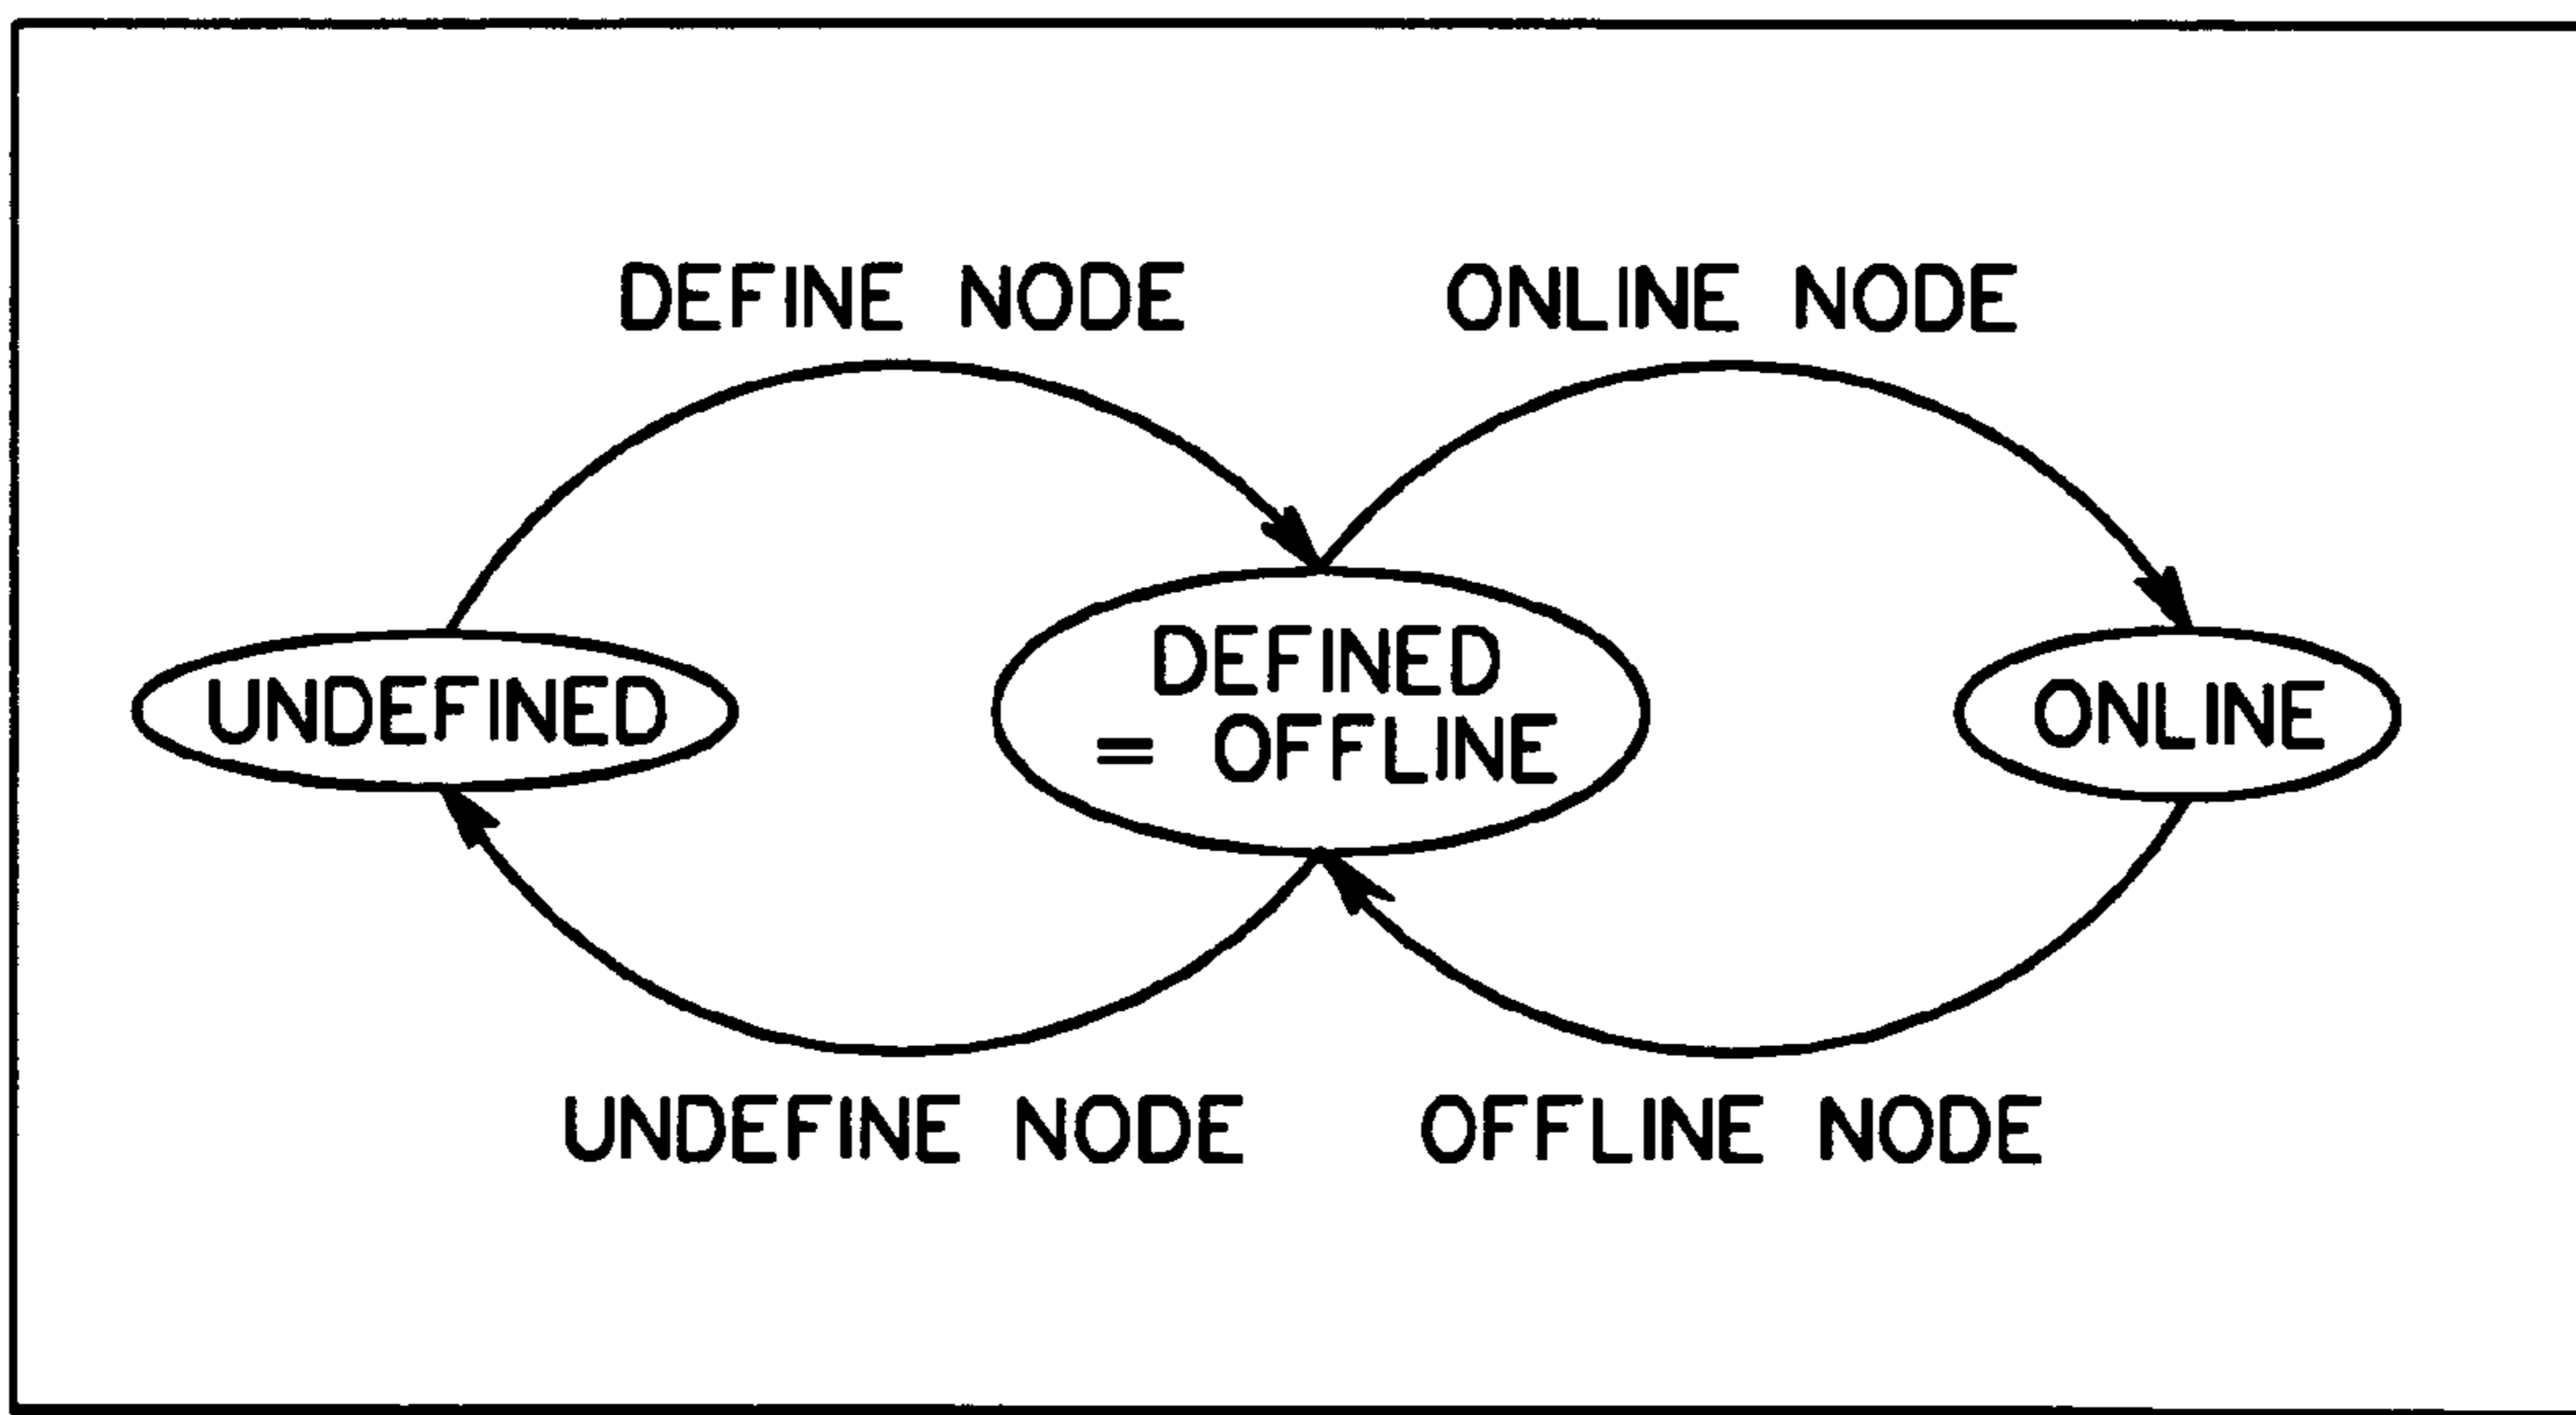 DEFINE NODE
ONLINE NODE
UNDEFINED
DEFINED
= OFFLINE
ONLINE
UNDEFINE NODE
OFFLINE NODE